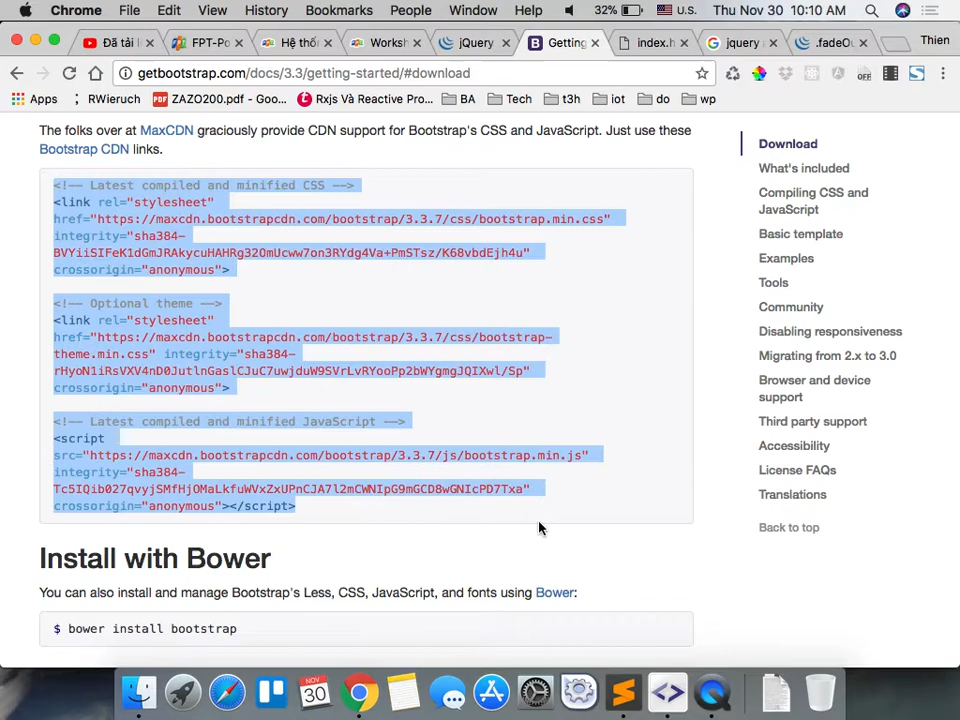 Chrome File Edit View History Bookmarks People Window Help 32% U.S. Thu Nov 30 10:10 AM
Đã tải l FPT-Po Hệ thốn Worksh jQuery Getting index.h jquery a .fadeOu Thien
getbootstrap.com/docs/3.3/getting-started/#download
Apps RWieruch ZAZO200.pdf - Goo... Rxjs Và Reactive Pro... BA Tech t3h iot do wp
The folks over at MaxCDN graciously provide CDN support for Bootstrap's CSS and JavaScript. Just use these
Bootstrap CDN links.
<!-- Latest compiled and minified CSS -->
<link rel="stylesheet"
href="https://maxcdn.bootstrapcdn.com/bootstrap/3.3.7/css/bootstrap.min.css"
integrity="sha384-
BVYiiSIFeK1dGmJRAkycuHAHRg32OmUcww7on3RYdg4Va+PmSTsz/K68vbdEjh4u"
crossorigin="anonymous">
<!-- Optional theme -->
<link rel="stylesheet"
href="https://maxcdn.bootstrapcdn.com/bootstrap/3.3.7/css/bootstrap-
theme.min.css" integrity="sha384-
rHyoN1iRsVXV4nD0JutlnGaslCJuC7uwjduW9SVrLvRYooPp2bWYgmgJQIXwl/Sp"
crossorigin="anonymous">
<!-- Latest compiled and minified JavaScript -->
<script
src="https://maxcdn.bootstrapcdn.com/bootstrap/3.3.7/js/bootstrap.min.js"
integrity="sha384-
Tc5IQib027qvyjSMfHjOMaLkfuWVxZxUPnCJA7l2mCWNIpG9mGCD8wGNIcPD7Txa"
crossorigin="anonymous"></script>
Install with Bower
You can also install and manage Bootstrap's Less, CSS, JavaScript, and fonts using Bower:
$ bower install bootstrap
Download
What's included
Compiling CSS and
JavaScript
Basic template
Examples
Tools
Community
Disabling responsiveness
Migrating from 2.x to 3.0
Browser and device
support
Third party support
Accessibility
License FAQs
Translations
Back to top
NOV
30